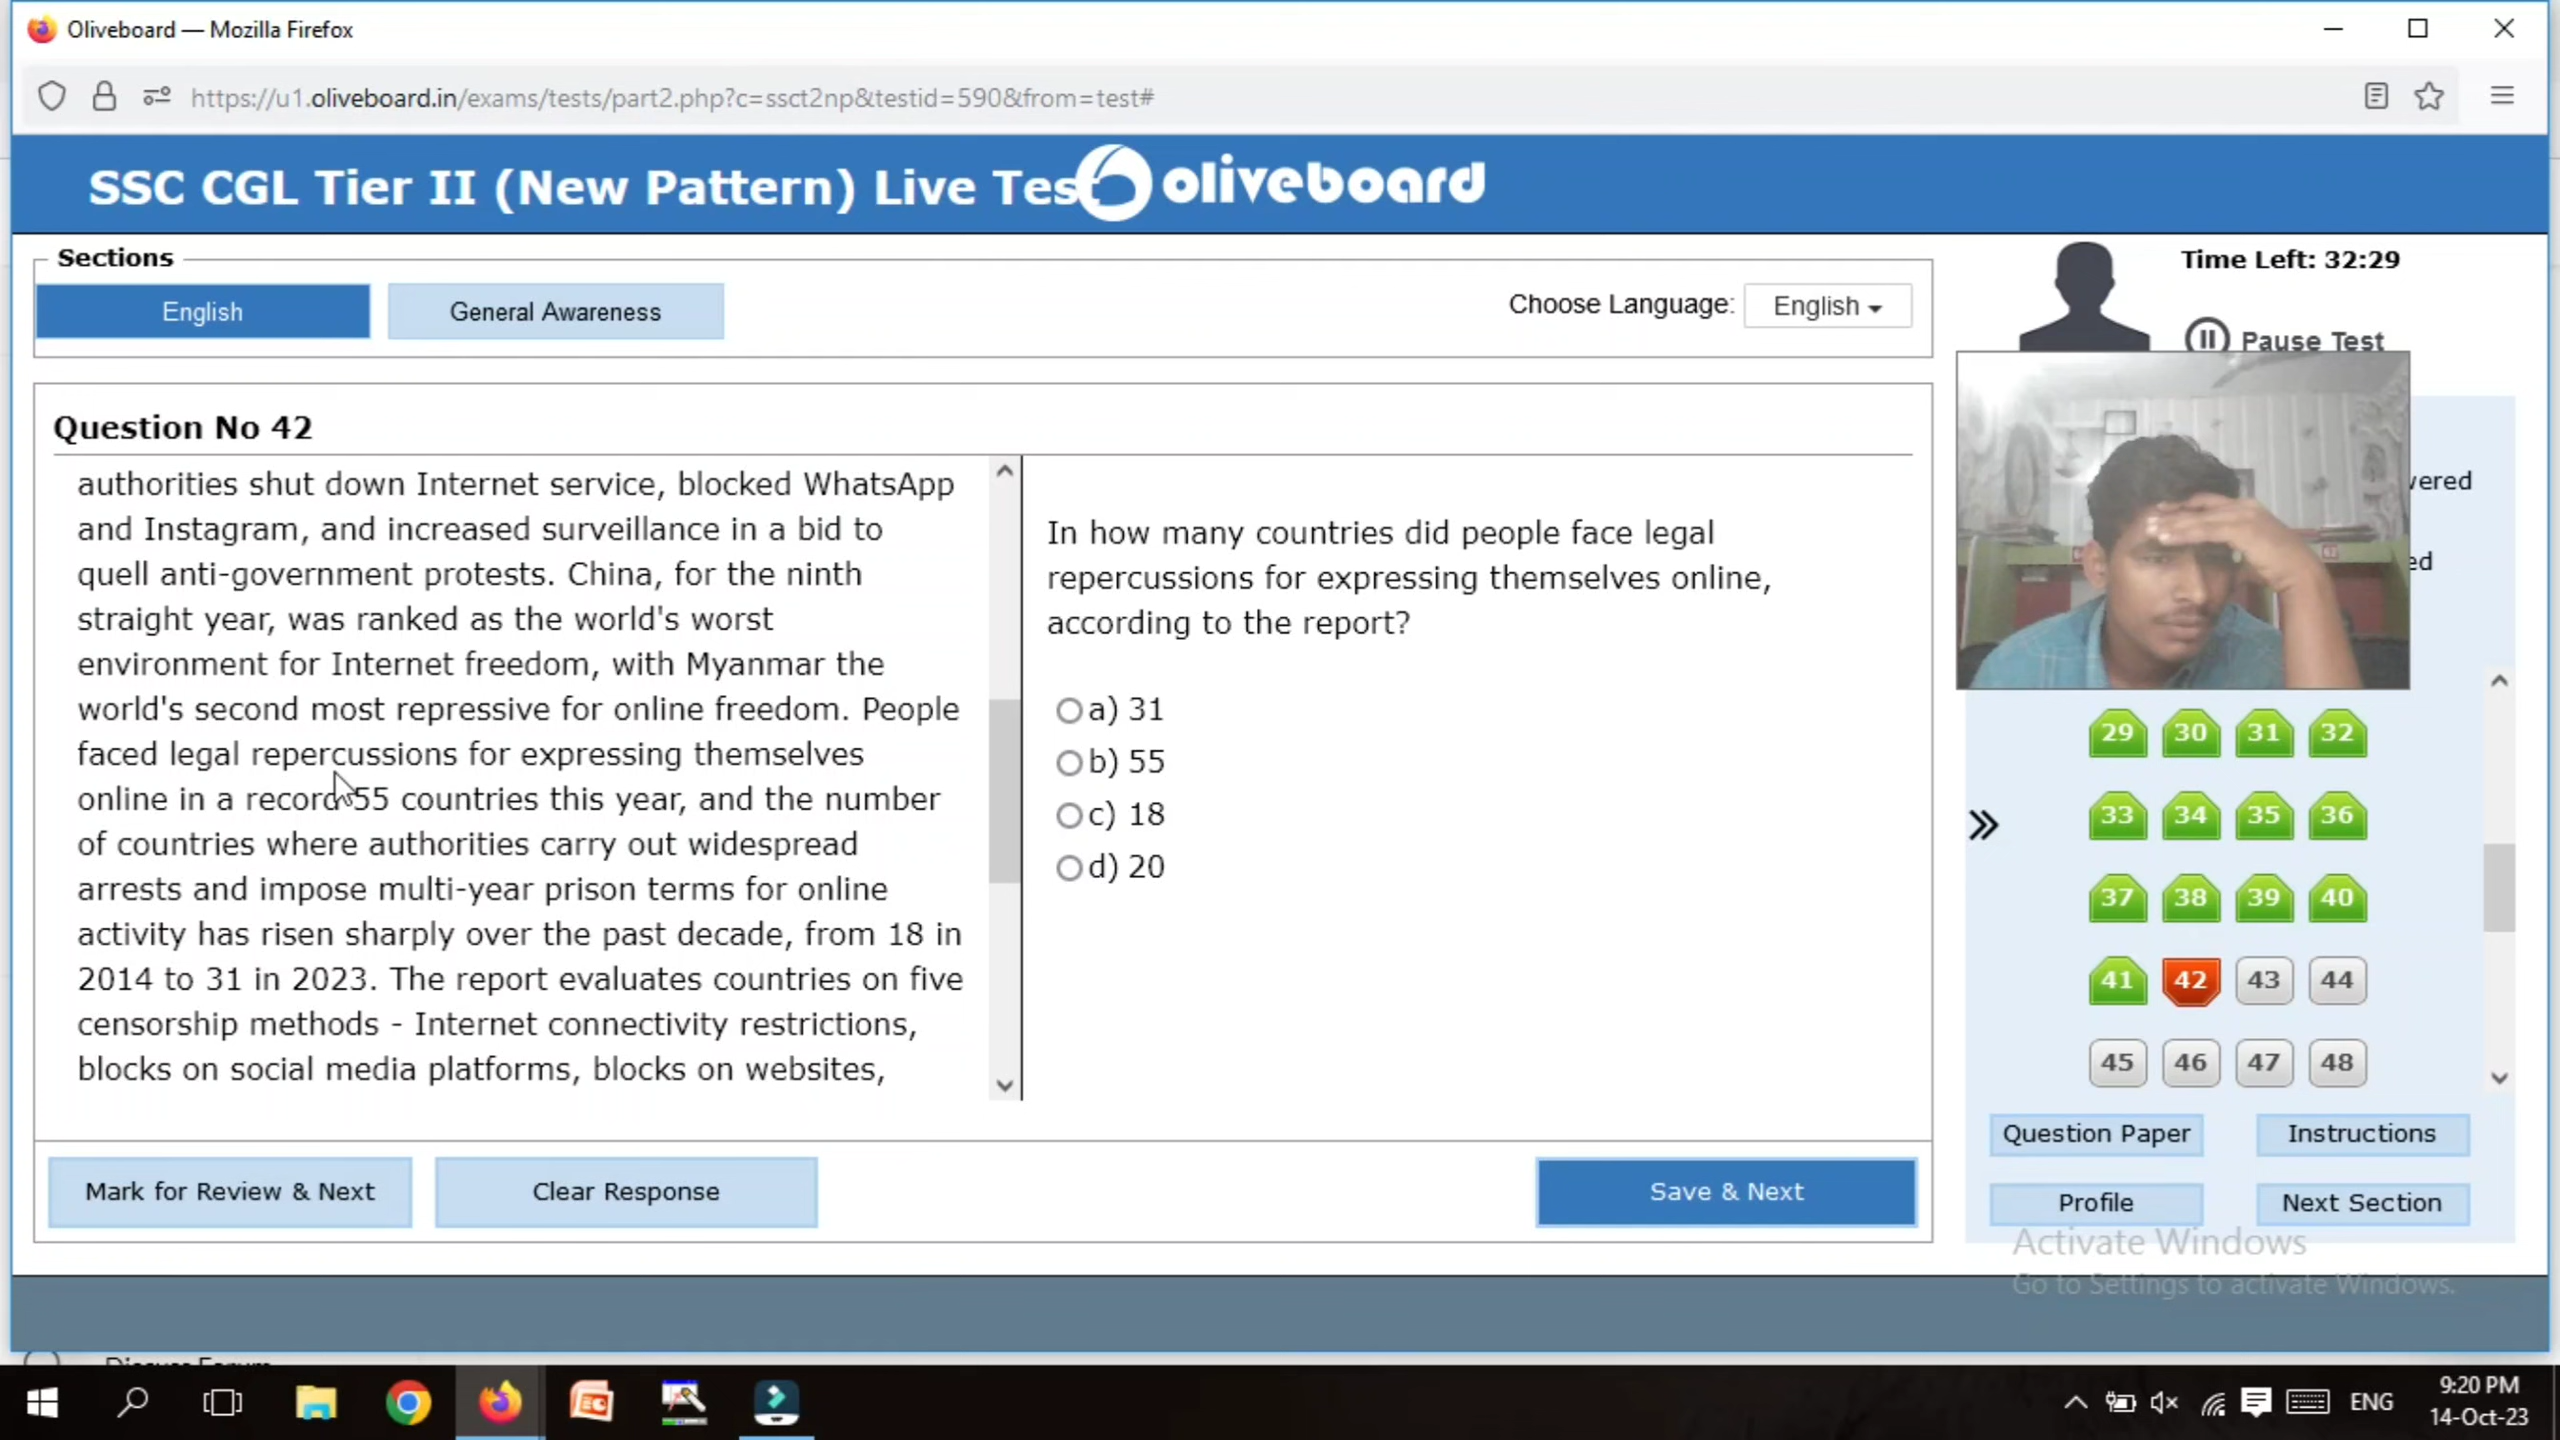 Oliveboard — Mozilla Firefox
https://u1.oliveboard.in/exams/tests/part2.php?c=ssct2np&testid=590&from=test#
SSC CGL Tier II (New Pattern) Live Tes
oliveboard
Sections
English
General Awareness
Choose Language:
English
Time Left: 32:29
Pause Test
Question No 42
authorities shut down Internet service, blocked WhatsApp
and Instagram, and increased surveillance in a bid to
quell anti-government protests. China, for the ninth
straight year, was ranked as the world's worst
environment for Internet freedom, with Myanmar the
world's second most repressive for online freedom. People
faced legal repercussions for expressing themselves
online in a record 55 countries this year, and the number
of countries where authorities carry out widespread
arrests and impose multi-year prison terms for online
activity has risen sharply over the past decade, from 18 in
2014 to 31 in 2023. The report evaluates countries on five
censorship methods - Internet connectivity restrictions,
blocks on social media platforms, blocks on websites,
In how many countries did people face legal
repercussions for expressing themselves online,
according to the report?
a) 31
b) 55
c) 18
d) 20
wered
ed
29 30 31 32
33 34 35 36
37 38 39 40
41 42 43 44
45 46 47 48
Question Paper
Instructions
Profile
Next Section
Mark for Review & Next
Clear Response
Save & Next
Activate Windows
Go to Settings to activate Windows.
Discuss Forum
ENG
9:20 PM
14-Oct-23